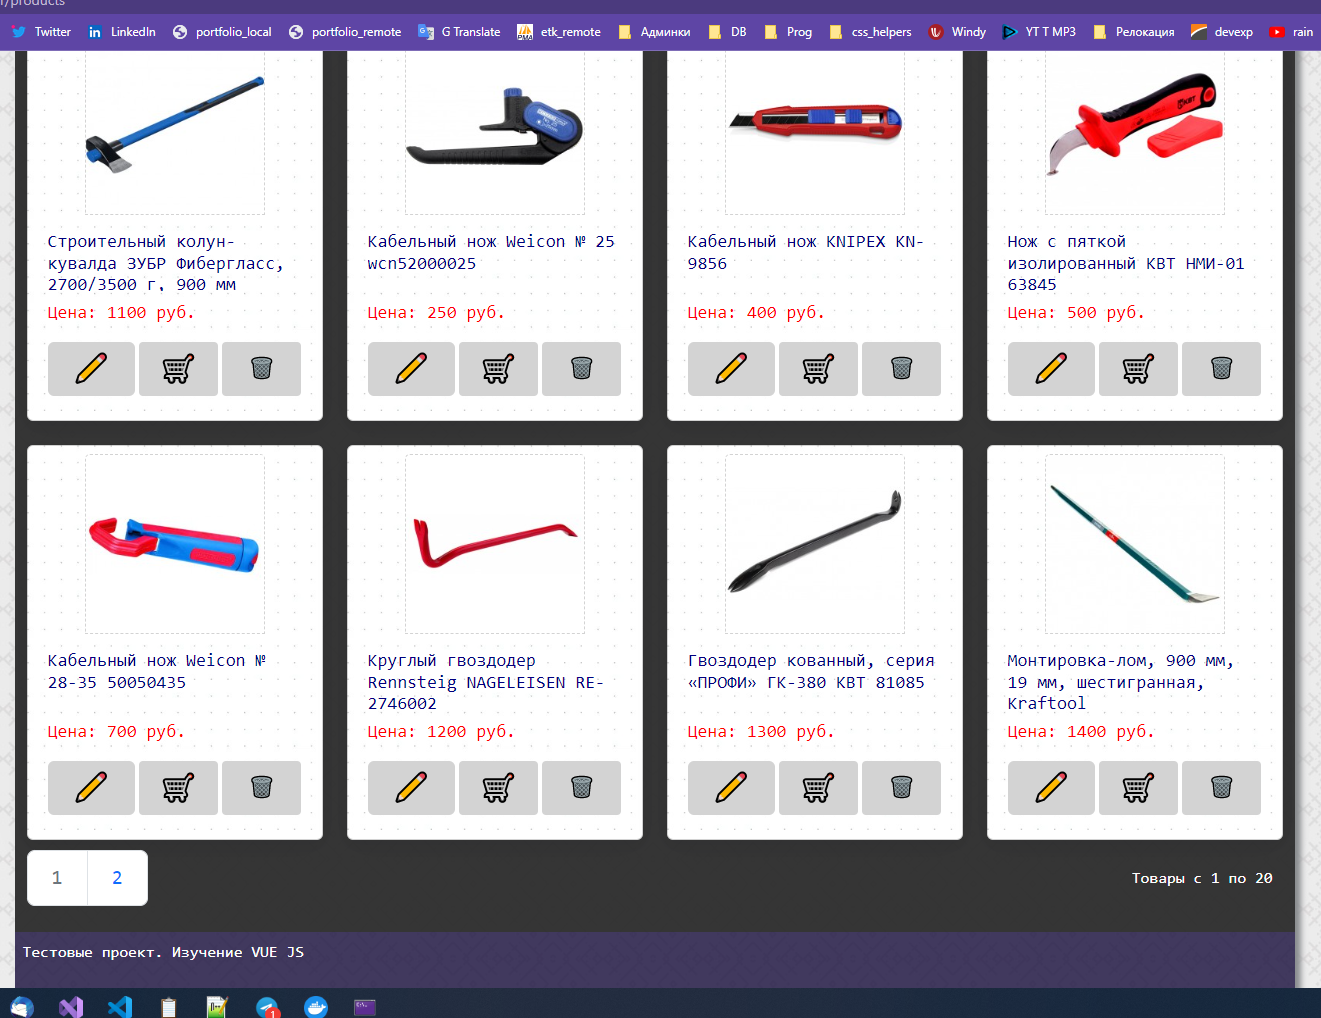 r/products
Twitter LinkedIn portfolio_local portfolio_remote G Translate etk_remote Админки DB Prog css_helpers Windy YT T MP3 Релокация devexp rain
Строительный колун-
кувалда ЗУБР Фибергласс,
2700/3500 г, 900 мм
Цена: 1100 руб.
Кабельный нож Weicon № 25
wcn52000025
Цена: 250 руб.
Кабельный нож KNIPEX KN-
9856
Цена: 400 руб.
Нож с пяткой
изолированный КВТ НМИ-01
63845
Цена: 500 руб.
Кабельный нож Weicon №
28-35 50050435
Цена: 700 руб.
Круглый гвоздодер
Rennsteig NAGELEISEN RE-
2746002
Цена: 1200 руб.
Гвоздодер кованный, серия
«ПРОФИ» ГК-380 КВТ 81085
Цена: 1300 руб.
Монтировка-лом, 900 мм,
19 мм, шестигранная,
Kraftool
Цена: 1400 руб.
1 2
Товары с 1 по 20
Тестовые проект. Изучение VUE JS
1